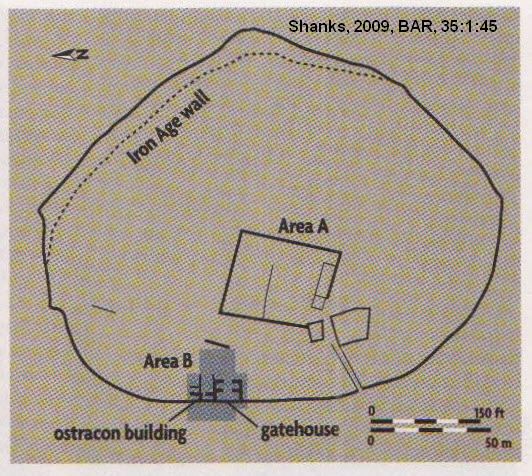 Shanks, 2009, BAR, 35:1:45
N
Iron Age wall
Area A
Area B
ostracon building
gatehouse
0 150 ft
0 50 m